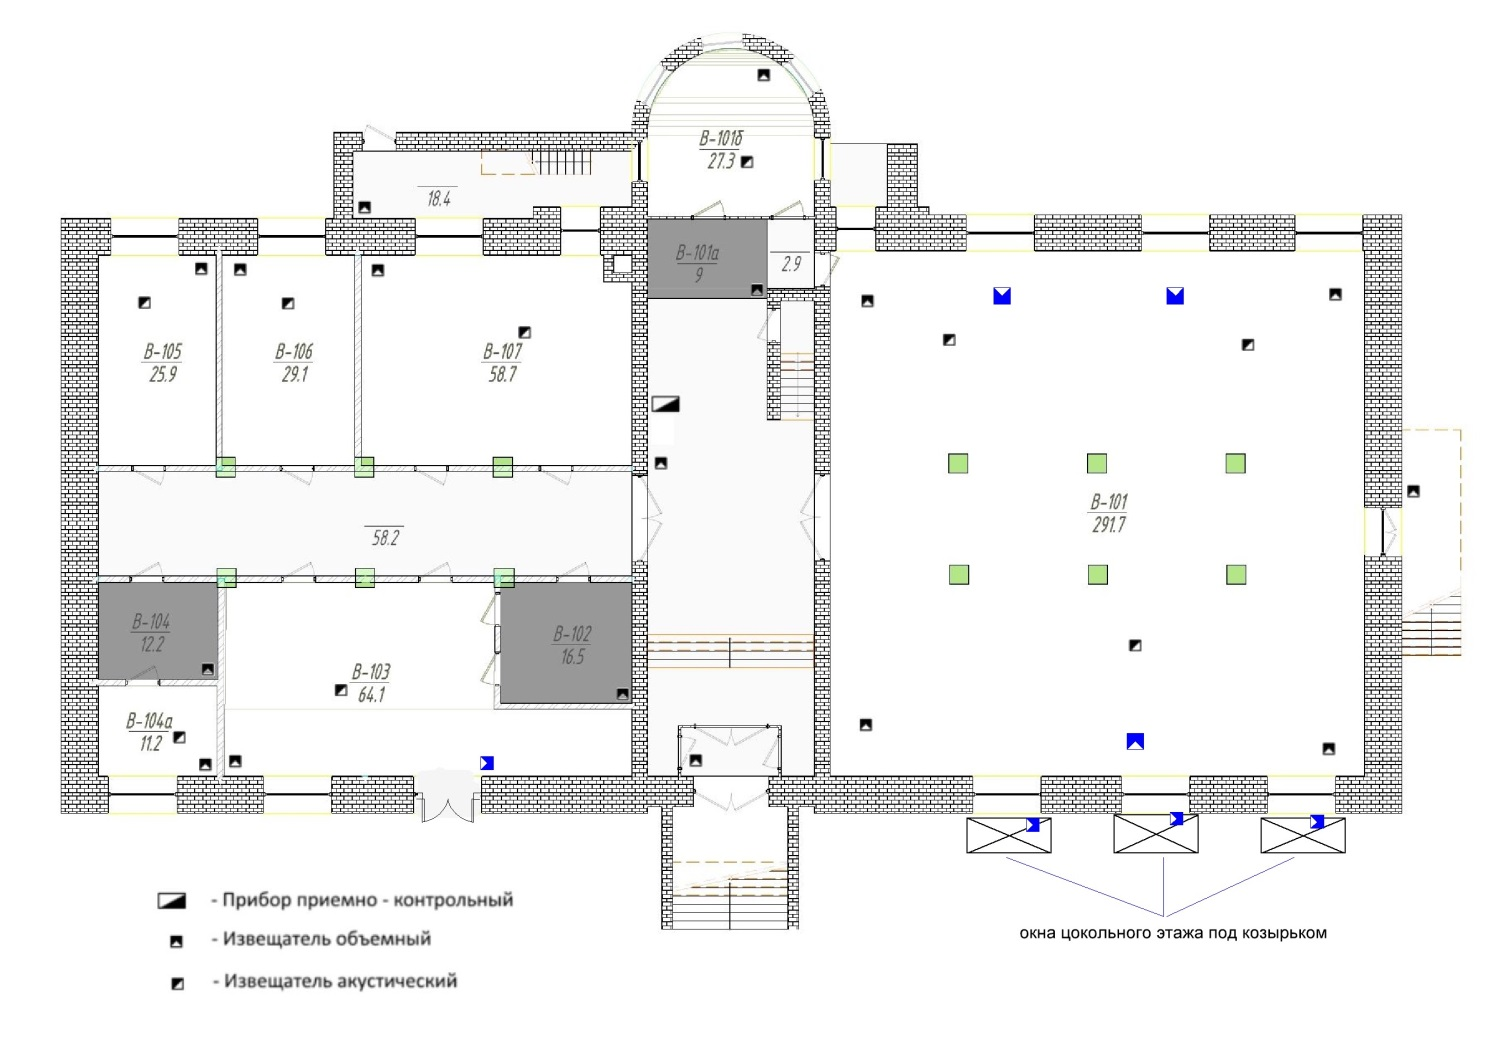 В-101б
27.3
18.4
В-101а
9
2.9
В-105
25.9
В-106
29.1
В-107
58.7
В-101
291.7
58.2
В-104
12.2
В-102
16.5
В-103
64.1
В-104а
11.2
- Прибор приемно - контрольный
- Извещатель объемный
- Извещатель акустический
окна цокольного этажа под козырьком